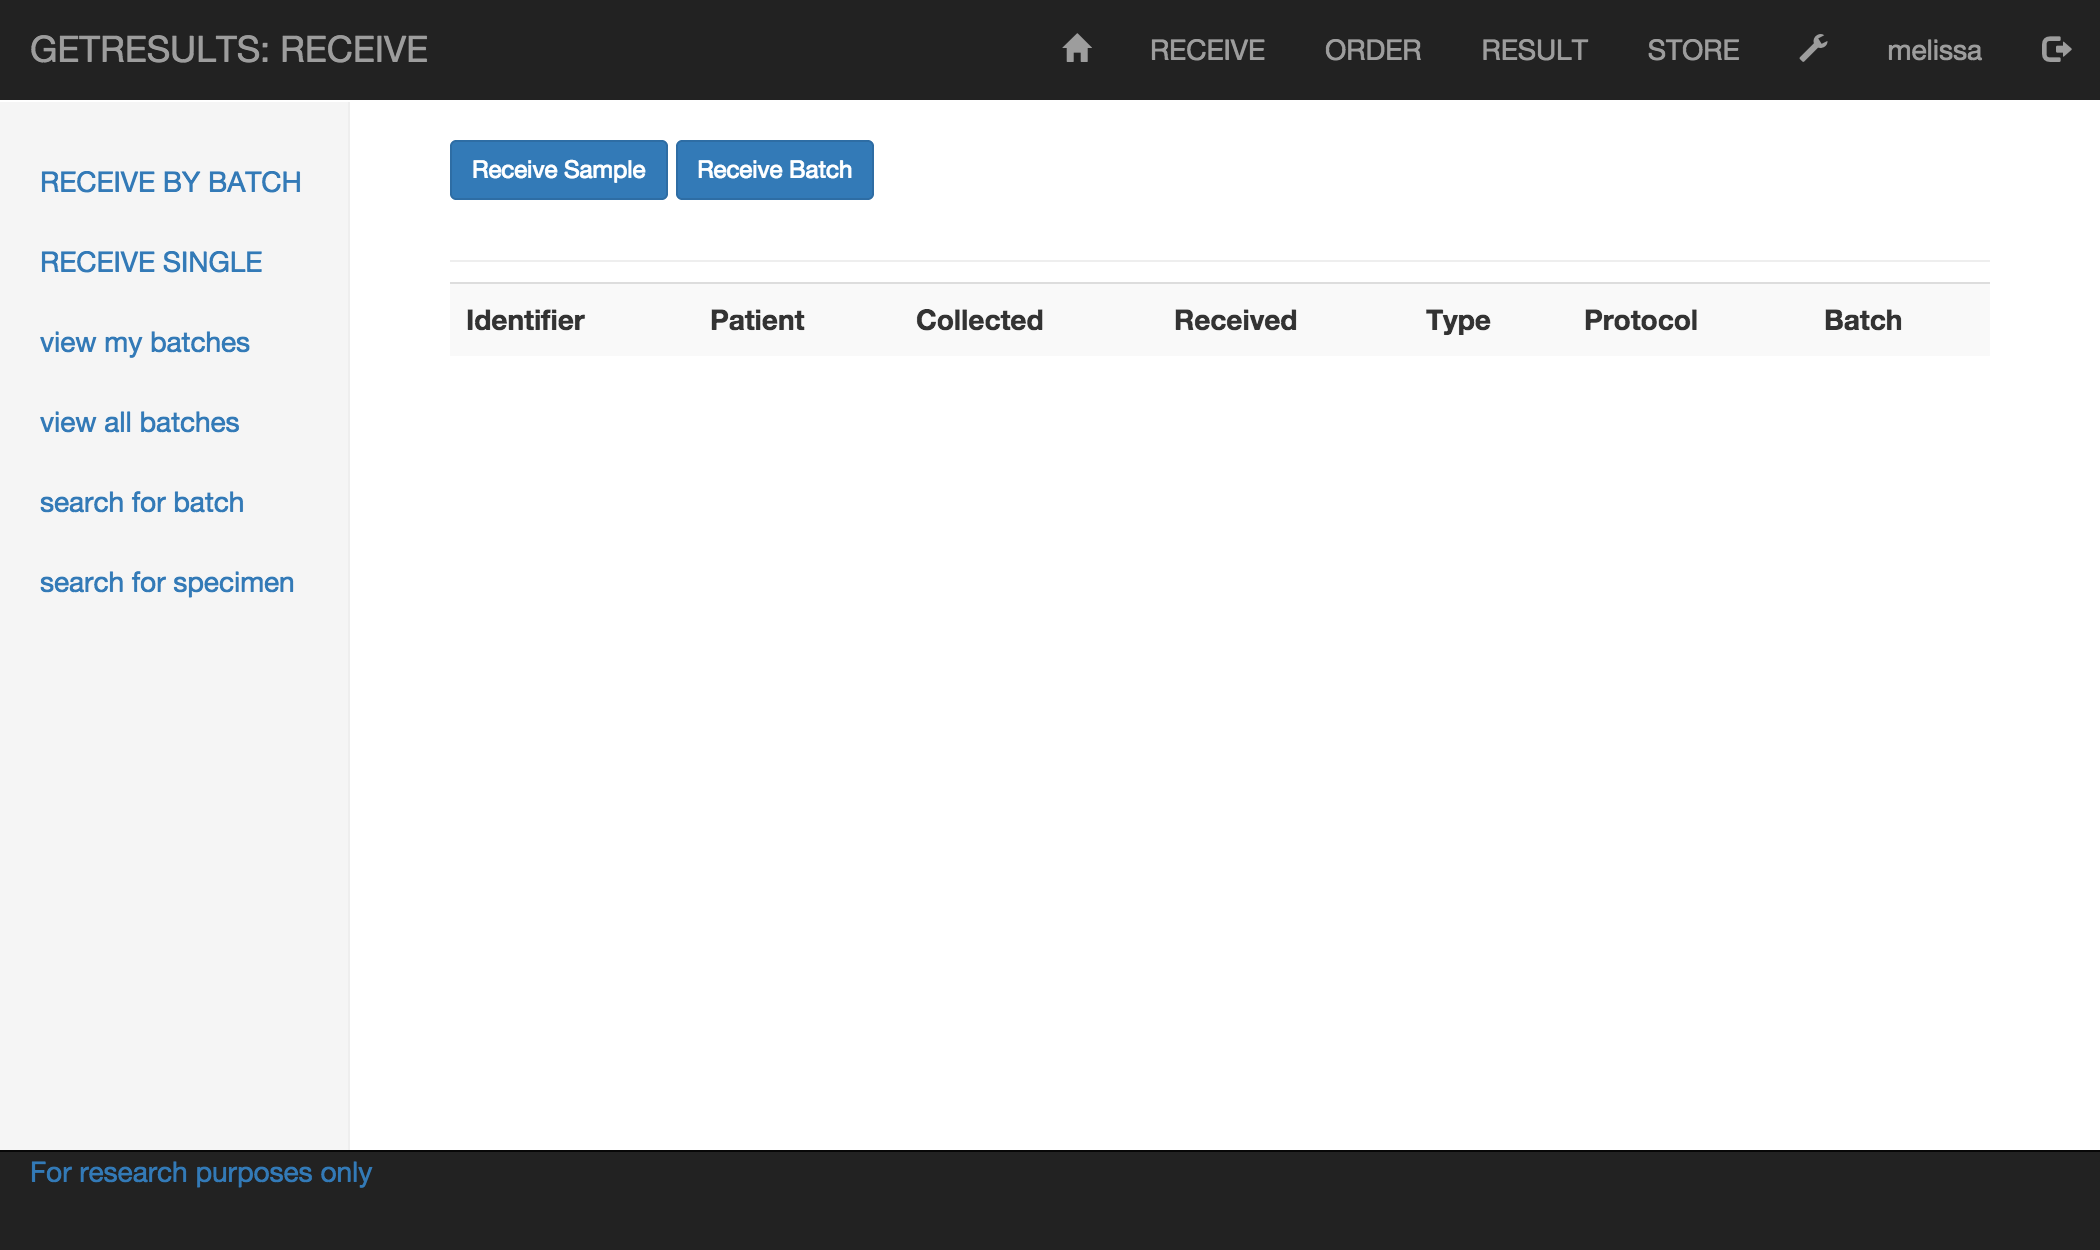 GETRESULTS: RECEIVE RECEIVE ORDER RESULT STORE melissa
RECEIVE BY BATCH
RECEIVE SINGLE
view my batches
view all batches
search for batch
search for specimen
Receive Sample Receive Batch
Identifier Patient Collected Received Type Protocol Batch
For research purposes only